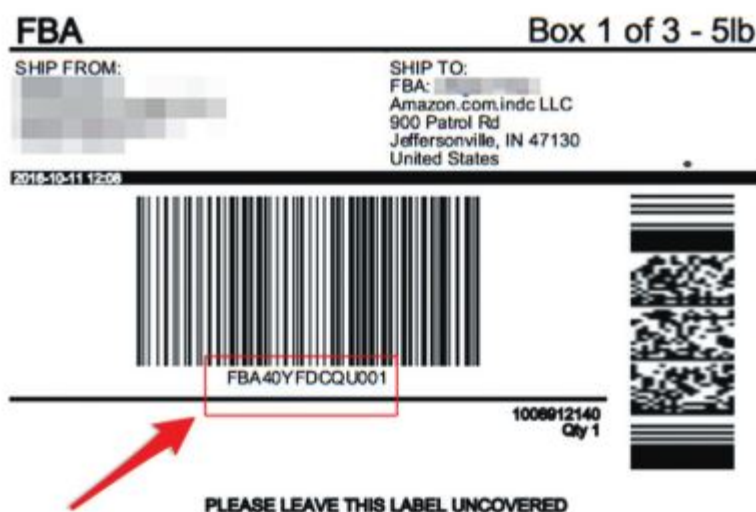 FBA
Box 1 of 3 - 5lb
SHIP FROM:
SHIP TO:
FBA:
Amazon.com.indc LLC
900 Patrol Rd
Jeffersonville, IN 47130
United States
2016-10-11 12:08
FBA40YFDCQU001
1006912140
Qty 1
PLEASE LEAVE THIS LABEL UNCOVERED